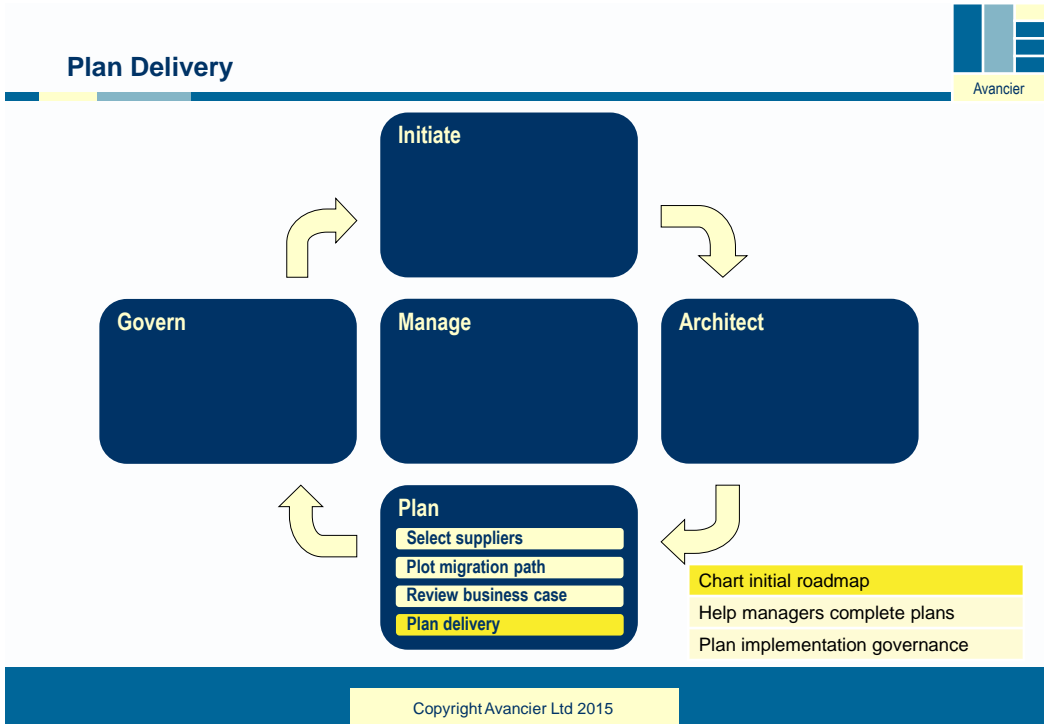 Plan Delivery
Avancier
Initiate
Govern
Manage
Architect
Plan
Select suppliers
Plot migration path
Review business case
Plan delivery
Chart initial roadmap
Help managers complete plans
Plan implementation governance
Copyright Avancier Ltd 2015